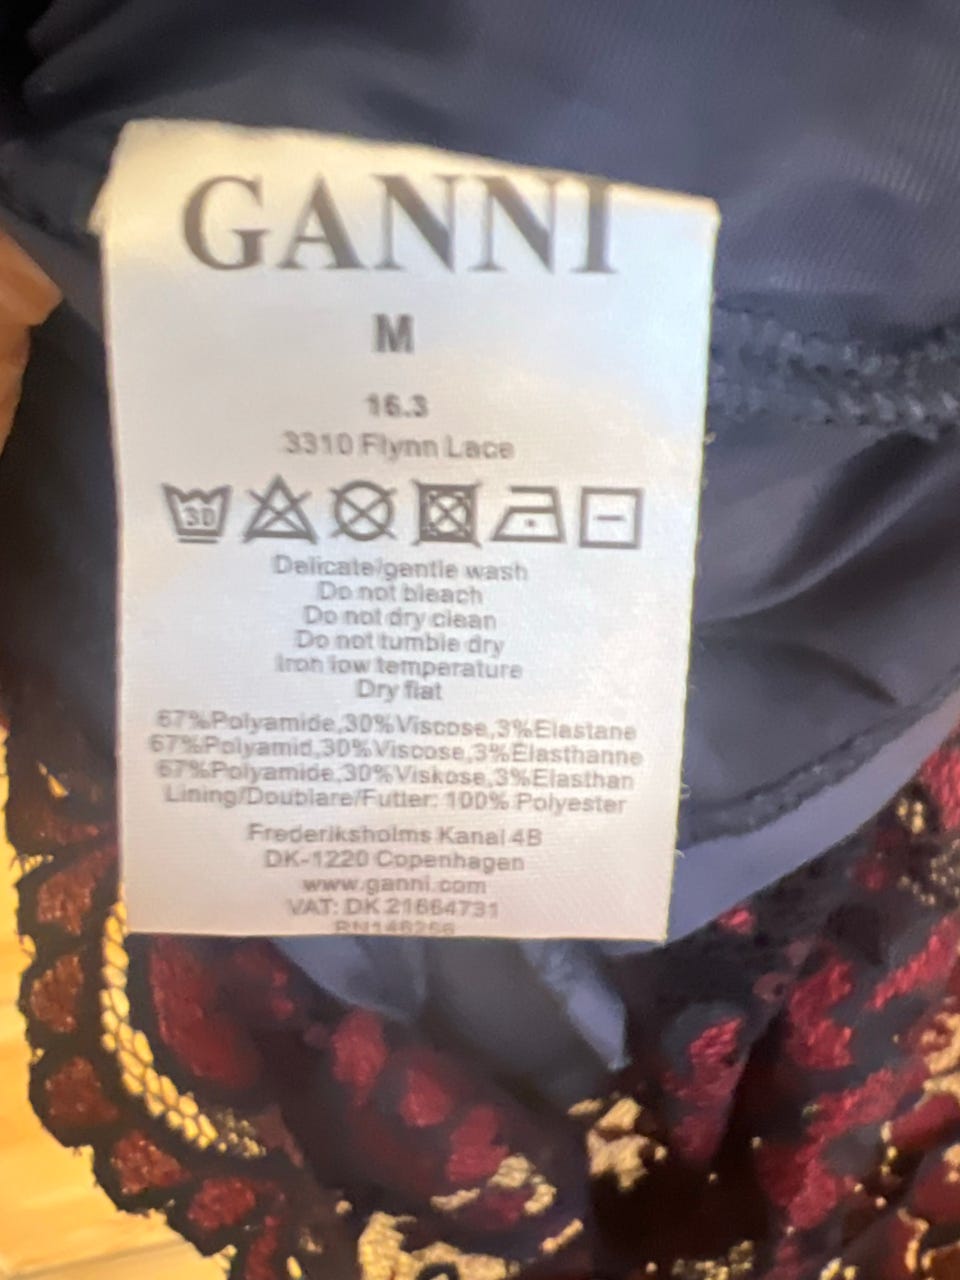 GANNI
M
16.3
3310 Flynn Lace
30
Delicate/gentle wash
Do not bleach
Do not dry clean
Do not tumble dry
Iron low temperature
Dry flat
67%Polyamide,30%Viscose,3%Elastane
67%Polyamid,30%Viscose,3%Elasthanne
67%Polyamide,30%Viskose,3%Elasthan
Lining/Doublare/Futter: 100% Polyester
Frederiksholms Kanal 4B
DK-1220 Copenhagen
www.ganni.com
VAT: DK 21664731